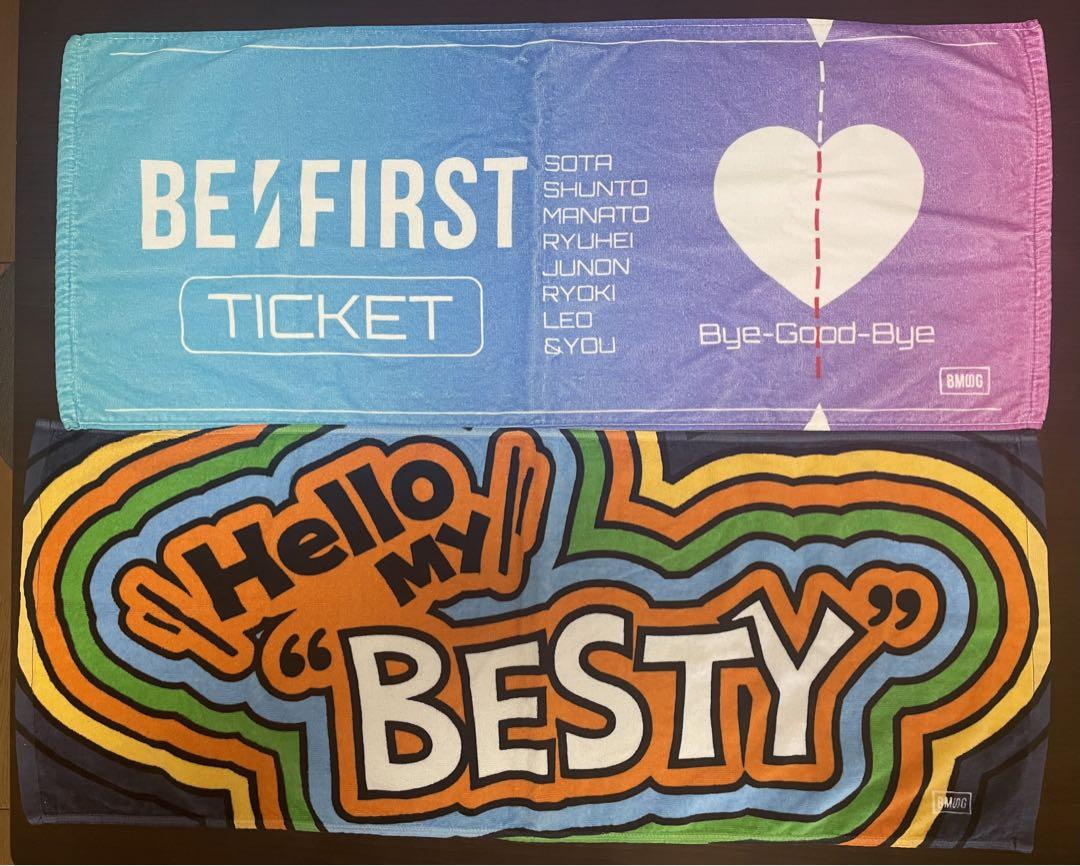 BE:FIRST
TICKET
SOTA
SHUNTO
MANATO
RYUHEI
JUNON
RYOKI
LEO
&YOU
Bye-Good-Bye
BMSG
Hello
MY
“BESTY”
BMSG